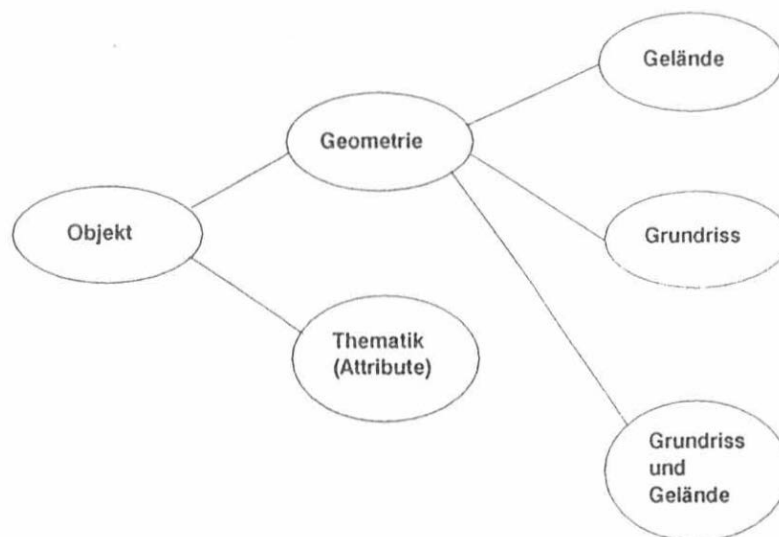 Gelände
Geometrie
Objekt
Grundriss
Thematik
(Attribute)
Grundriss
und
Gelände